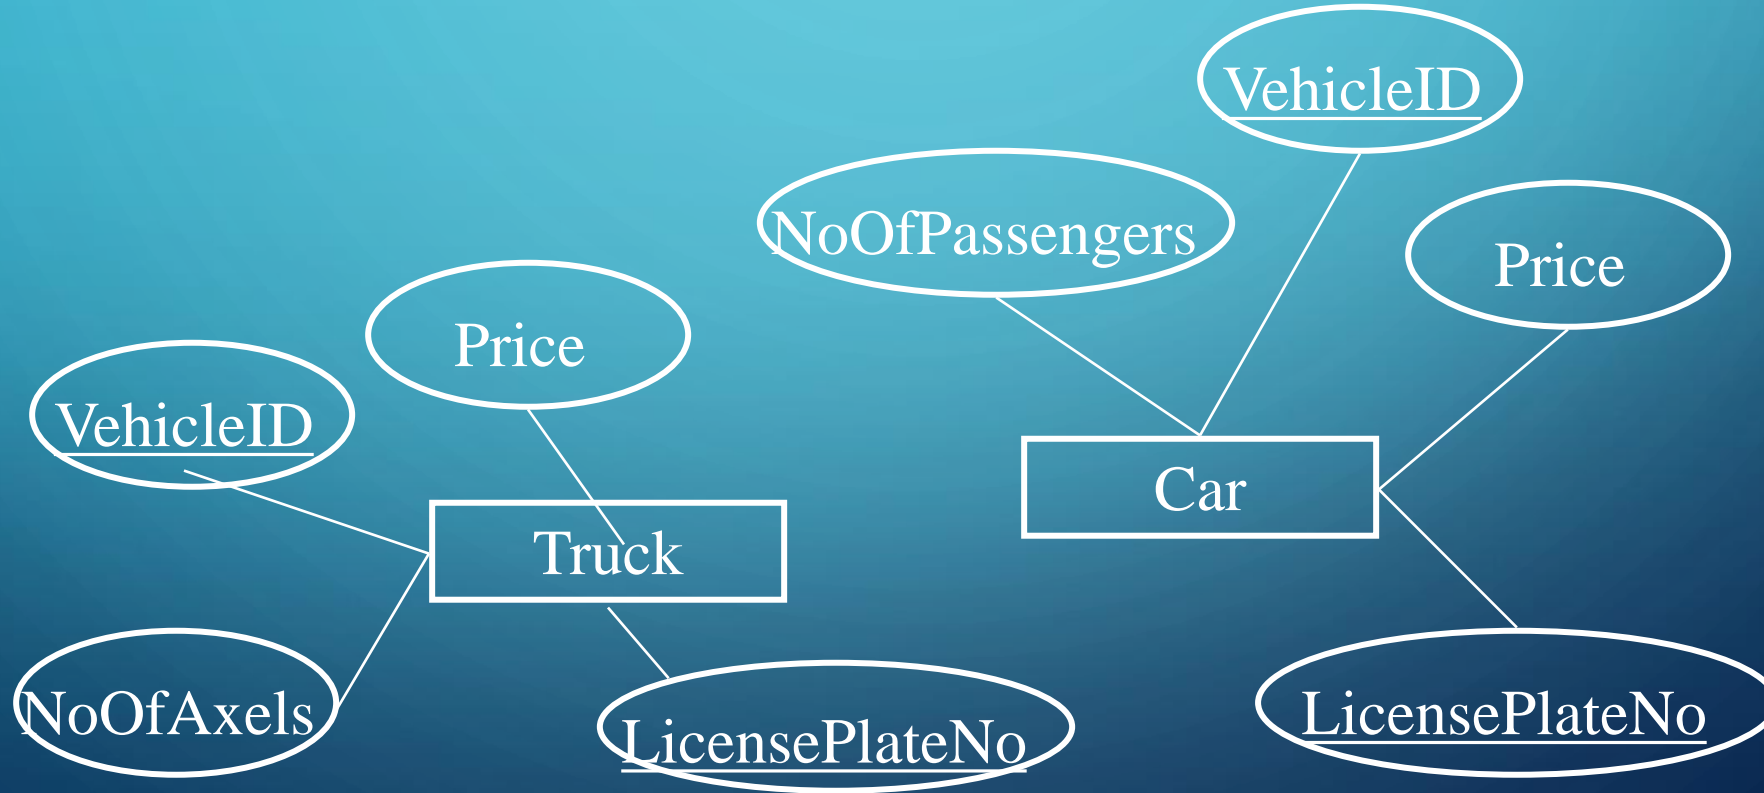 VehicleID
NoOfPassengers
Price
Price
VehicleID
Car
Truck
NoOfAxels
LicensePlateNo
LicensePlateNo